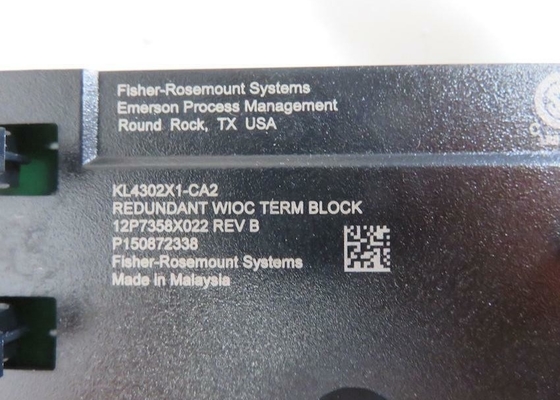 Fisher-Rosemount Systems
Emerson Process Management
Round Rock, TX USA
KL4302X1-CA2
REDUNDANT WIOC TERM BLOCK
12P7358X022 REV B
P150872338
Fisher-Rosemount Systems
Made in Malaysia